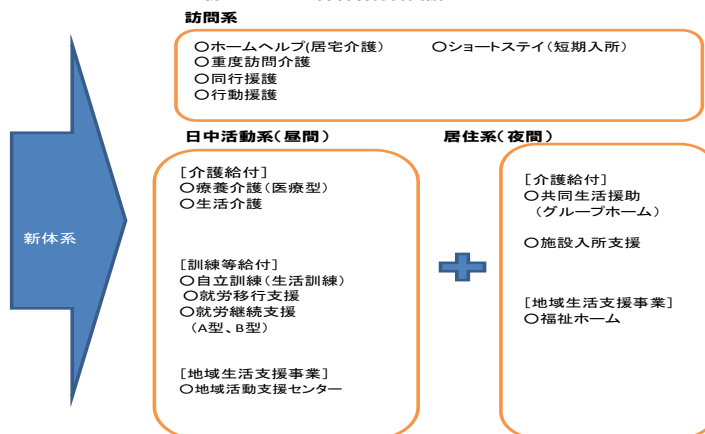 訪問系
○ホームヘルプ(居宅介護) ○ショートステイ(短期入所)
○重度訪問介護
○同行援護
○行動援護
日中活動系(昼間) 居住系(夜間)
新体系
[介護給付]
○療養介護(医療型)
○生活介護
[訓練等給付]
○自立訓練(生活訓練)
○就労移行支援
○就労継続支援
(A型、B型)
[地域生活支援事業]
○地域活動支援センター
[介護給付]
○共同生活援助
(グループホーム)
○施設入所支援
[地域生活支援事業]
○福祉ホーム